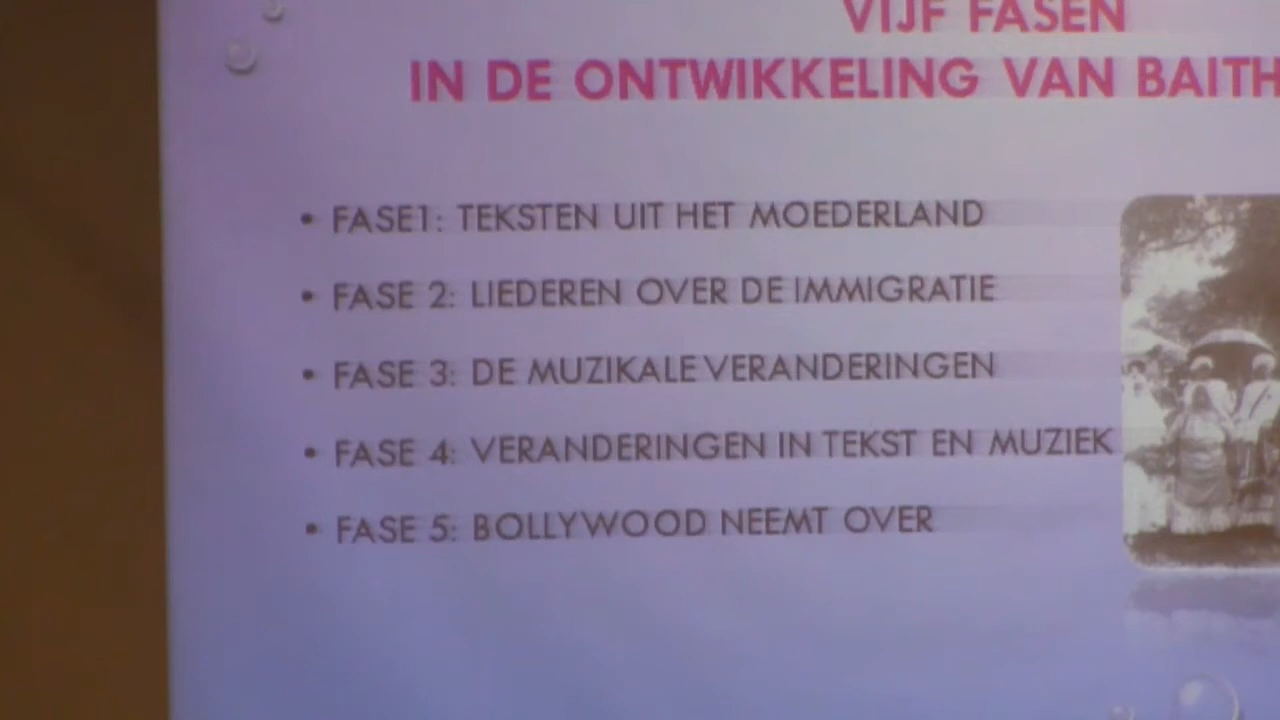 VIJF FASEN
IN DE ONTWIKKELING VAN BAITH
• FASE1: TEKSTEN UIT HET MOEDERLAND
• FASE 2: LIEDEREN OVER DE IMMIGRATIE
• FASE 3: DE MUZIKALE VERANDERINGEN
• FASE 4: VERANDERINGEN IN TEKST EN MUZIEK
• FASE 5: BOLLYWOOD NEEMT OVER